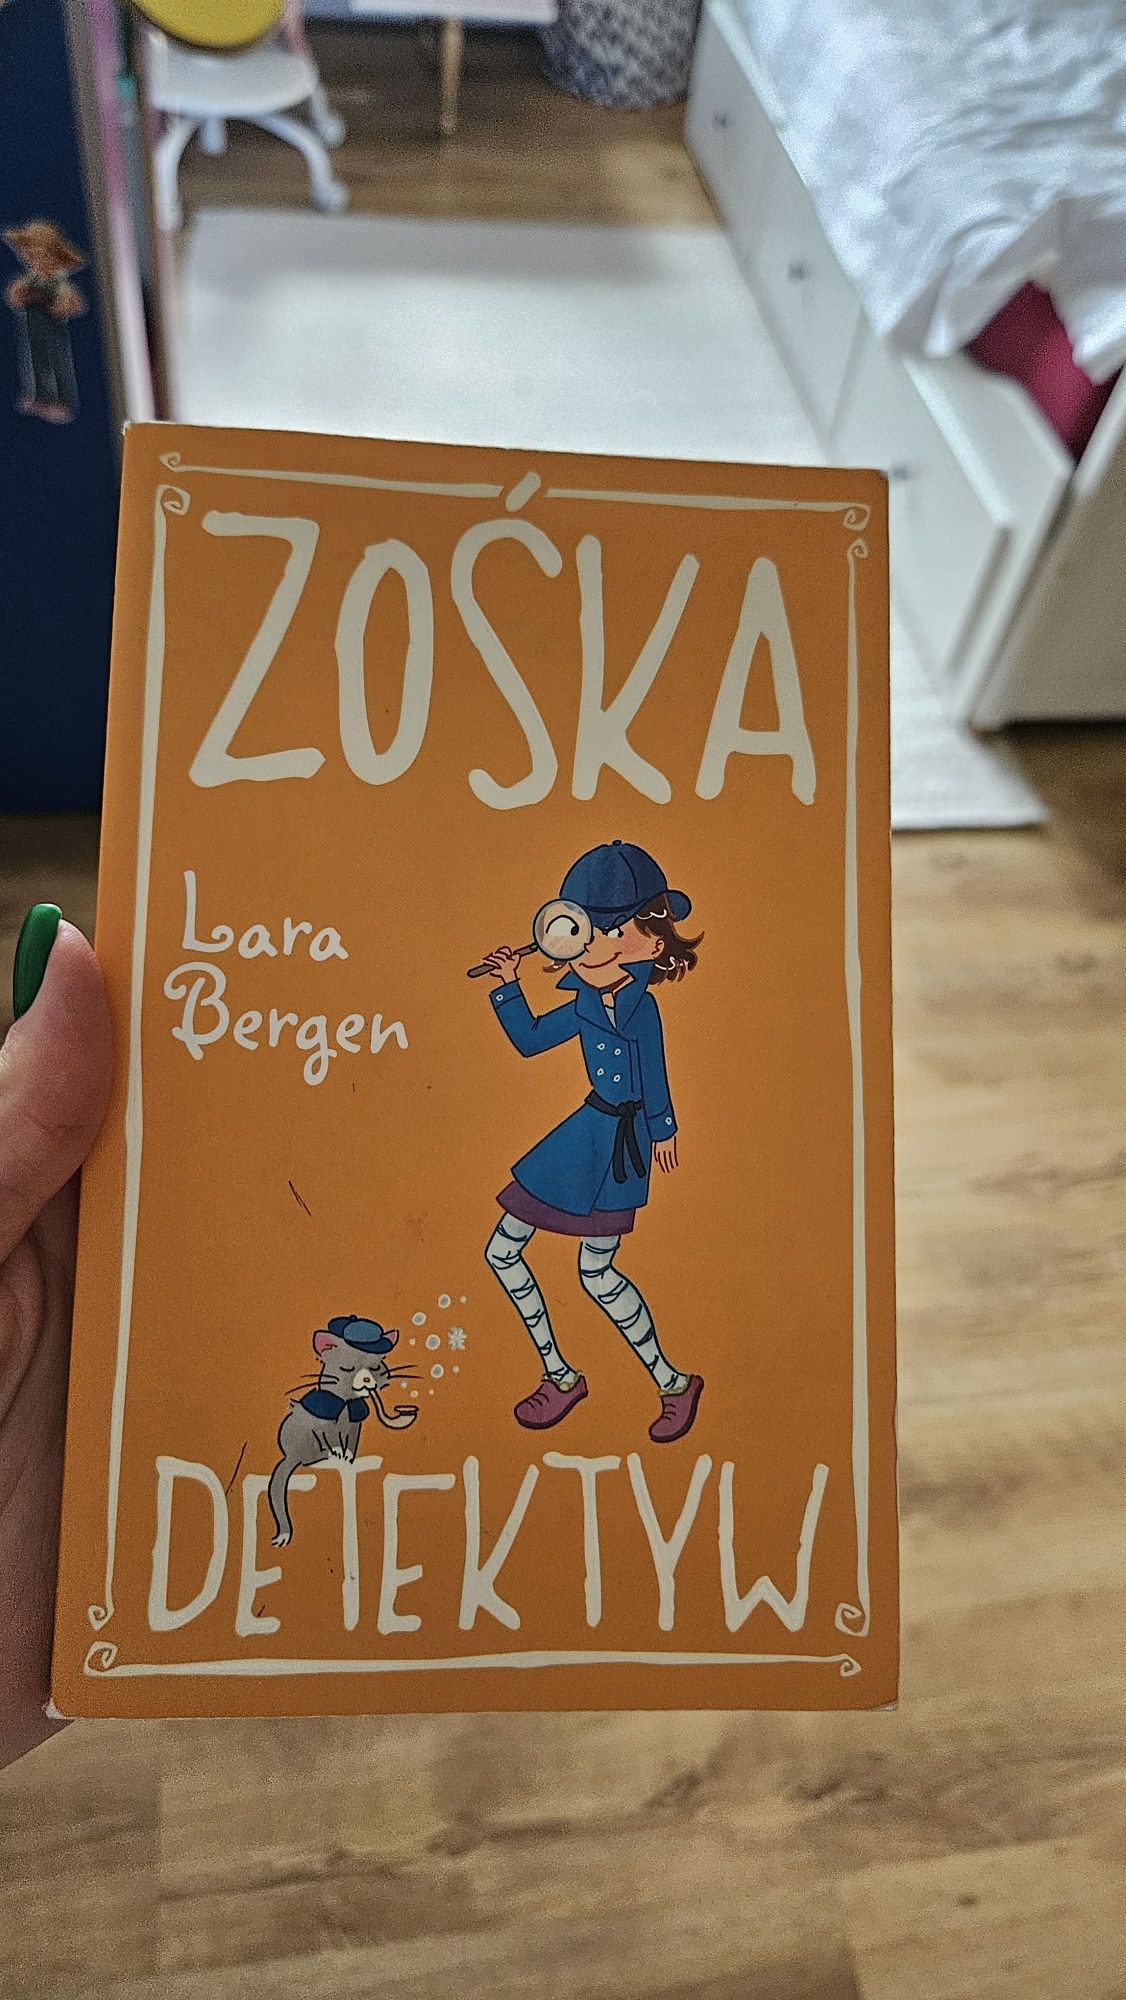 ZOŚKA
Lara
Bergen
DETEKTYW